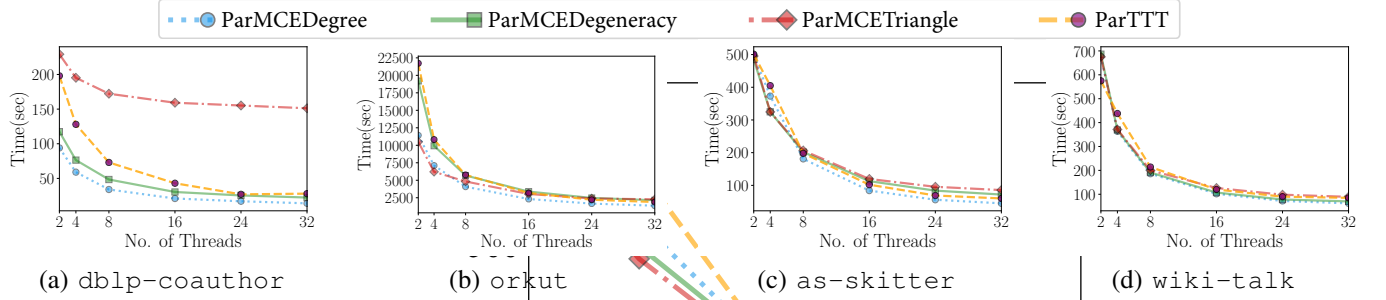 ParMCEDegree ParMCEDegeneracy ParMCETriangle ParTTT
200
150
100
50
Time(sec)
2 4 8 16 24 32
No. of Threads
(a) dblp-coauthor
22500
20000
17500
15000
12500
10000
7500
5000
2500
Time(sec)
2 4 8 16 24 32
No. of Threads
(b) orkut
500
400
300
200
100
Time(sec)
2 4 8 16 24 32
No. of Threads
(c) as-skitter
700
600
500
400
300
200
100
Time(sec)
2 4 8 16 24 32
No. of Threads
(d) wiki-talk